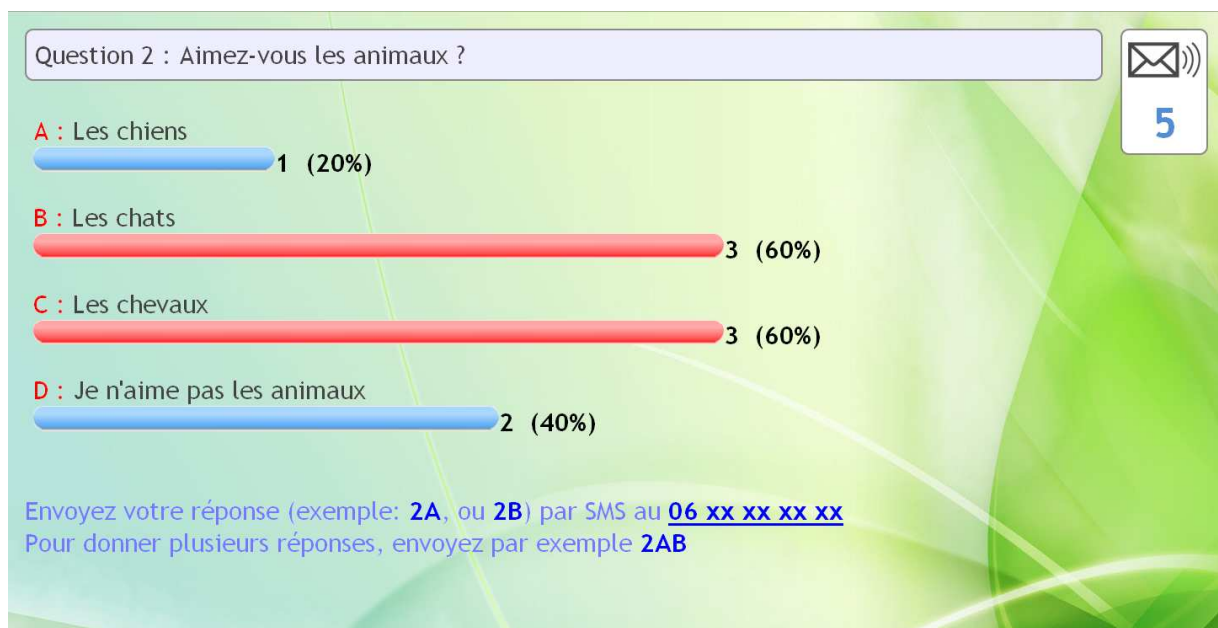 Question 2 : Aimez-vous les animaux ?
5
A : Les chiens
1 (20%)
B : Les chats
3 (60%)
C : Les chevaux
3 (60%)
D : Je n'aime pas les animaux
2 (40%)
Envoyez votre réponse (exemple: 2A, ou 2B) par SMS au 06 xx xx xx xx
Pour donner plusieurs réponses, envoyez par exemple 2AB